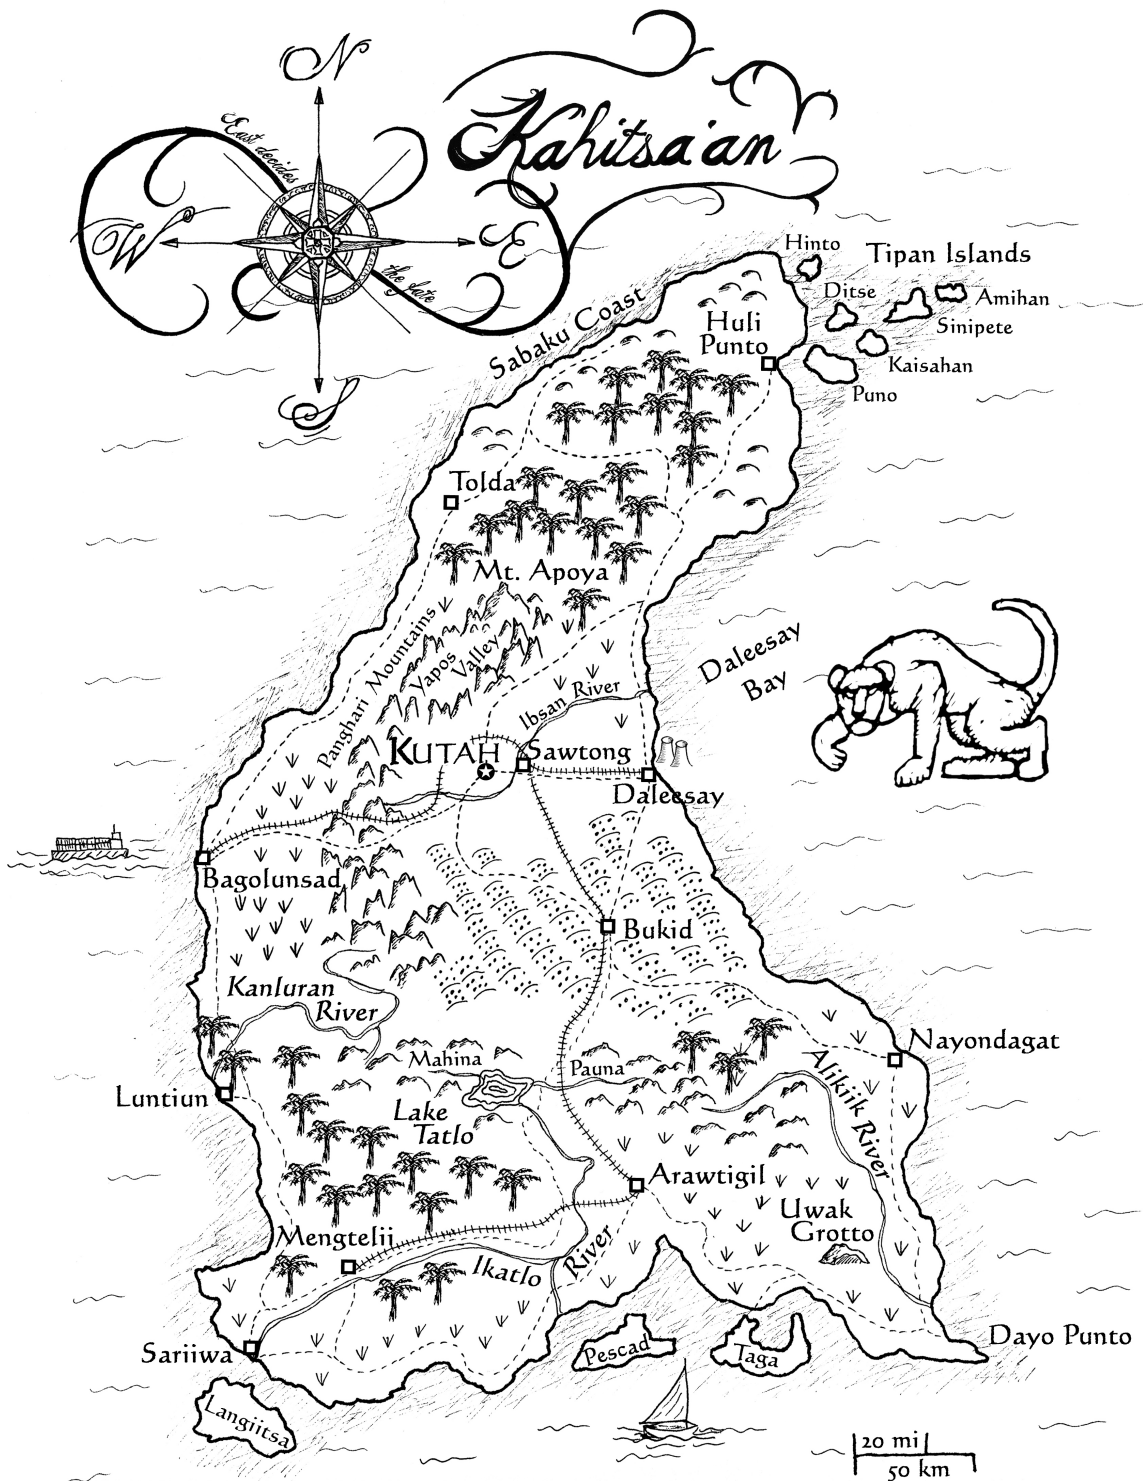 N
Kahitsa'an
East decides
W
E
the fate
S
Hinto
Tipan Islands
Ditse
Amihan
Sinipete
Sabaku Coast
Huli
Punto
Kaisahan
Puno
Tolda
Mt. Apoya
Panghari Mountains
Yapos
Valley
Daleesay
Bay
Ibsan River
KUTAH
Sawtong
Daleesay
Bagolunsad
Bukid
Kanluran
River
Nayondagat
Mahina
Pauna
Alikiik River
Luntiun
Lake
Tatlo
Arawtigil
Uwak
Grotto
Mengtelii
Ikatlo River
Sariiwa
Dayo Punto
Pescad
Taga
Langiitsa
20 mi
50 km